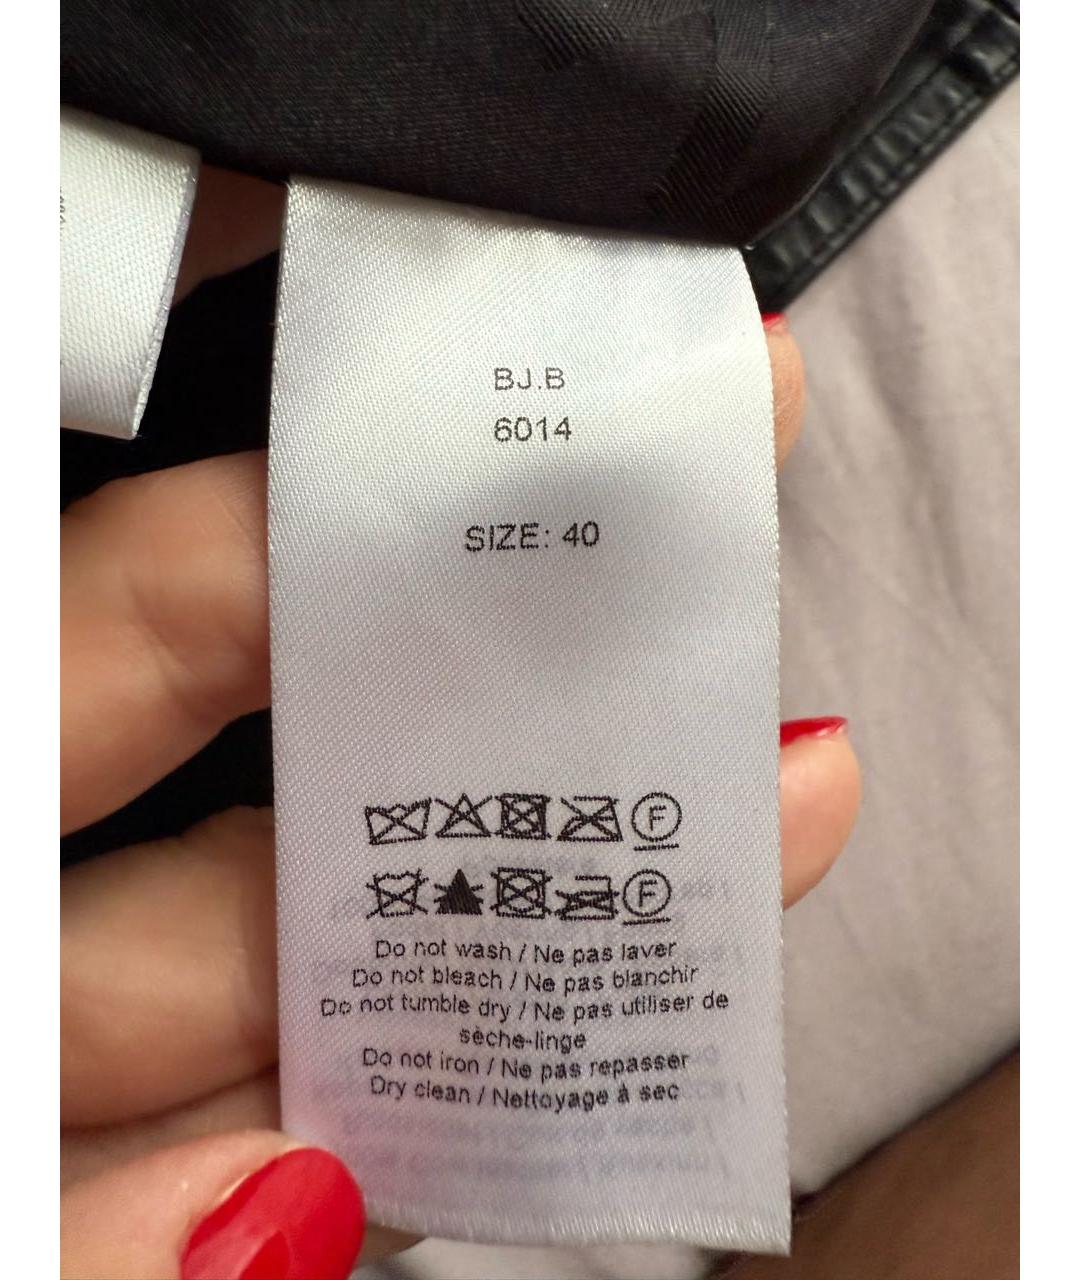 BJ.B
6014
SIZE: 40
F
F
Do not wash / Ne pas laver
Do not bleach / Ne pas blanchir
Do not tumble dry / Ne pas utiliser de
sèche-linge
Do not iron / Ne pas repasser
Dry clean / Nettoyage à sec